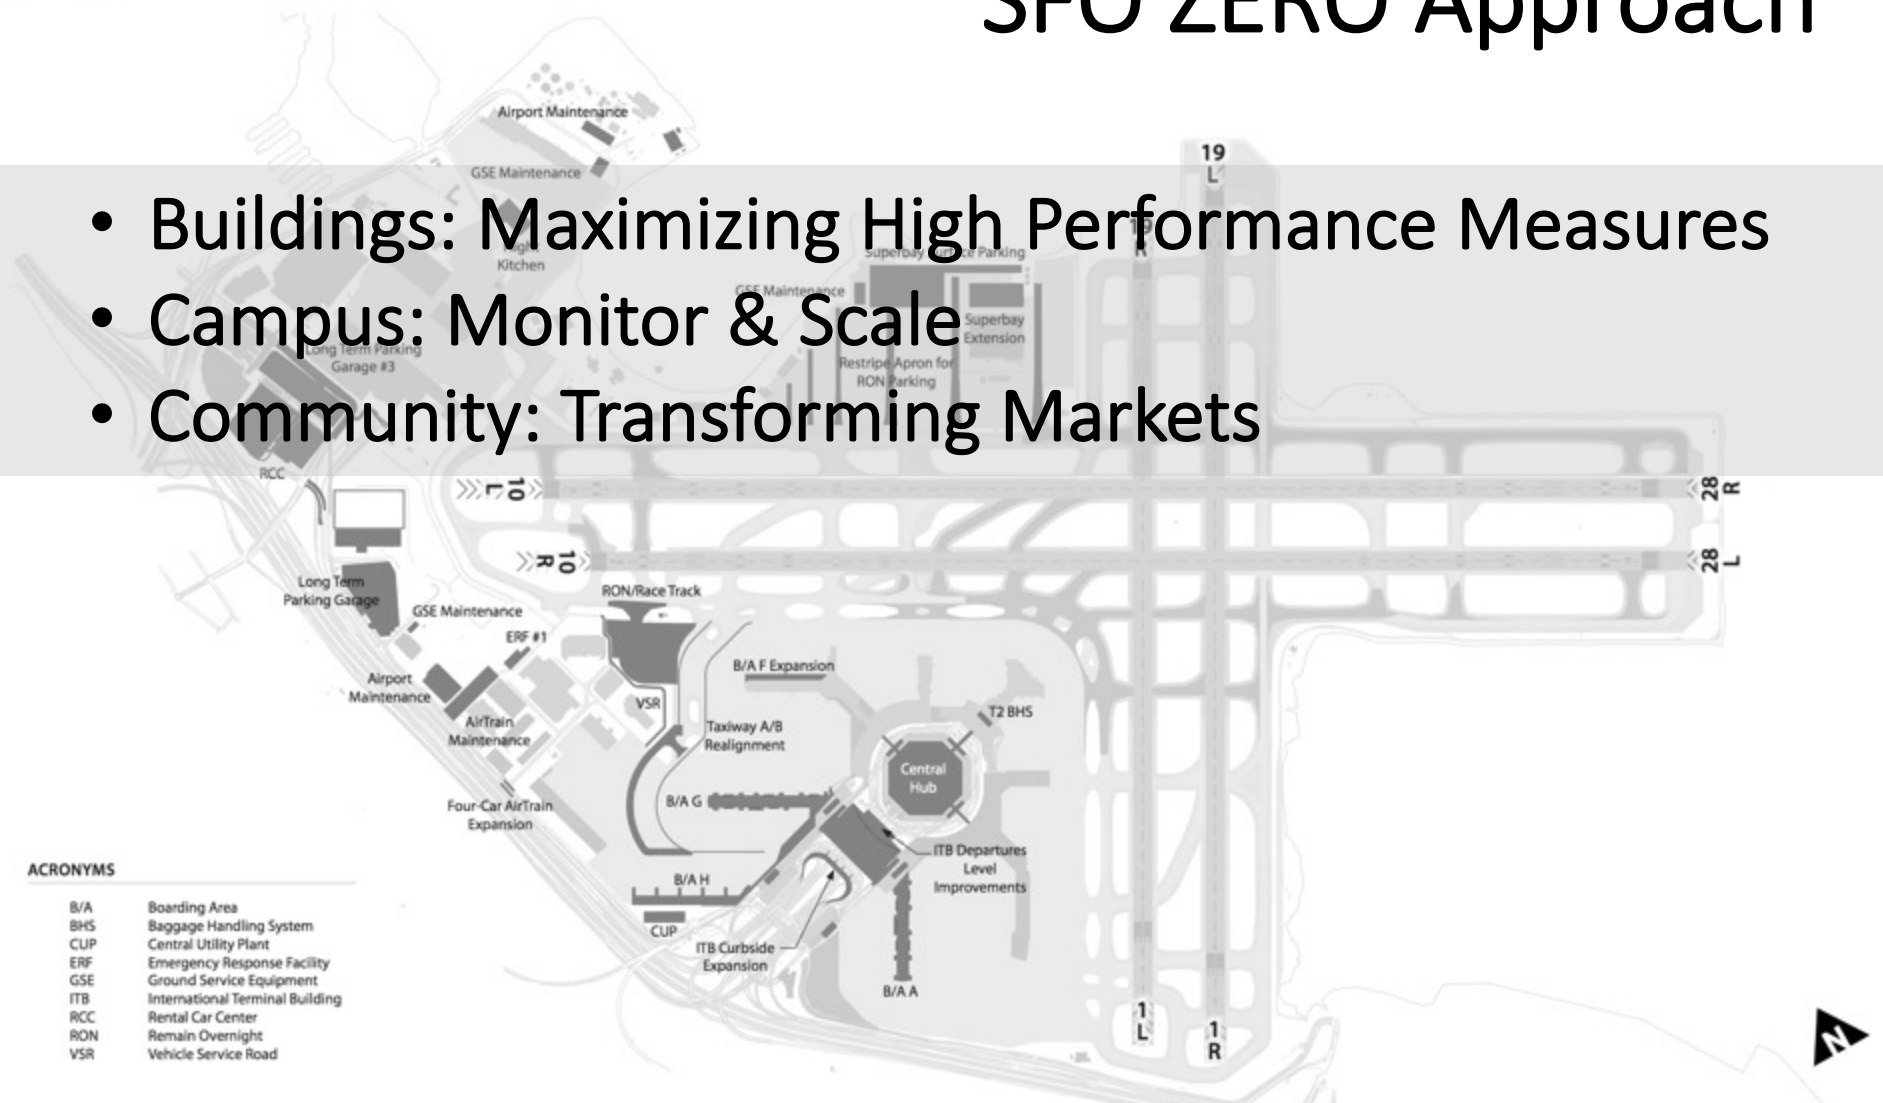 SFO ZERO Approach
• Buildings: Maximizing High Performance Measures
• Campus: Monitor & Scale
• Community: Transforming Markets
Airport Maintenance
GSE Maintenance
Kitchen
19
L
19
R
Superbay Surface Parking
GSE Maintenance
Superbay
Extension
Restripe Apron for
RON Parking
Long Term Parking
Garage #3
RCC
10
L
10
R
28
R
28
L
Long Term
Parking Garage
GSE Maintenance
ERF #1
RON/Race Track
Airport
Maintenance
AirTrain
Maintenance
VSR
B/A F Expansion
Taxiway A/B
Realignment
T2 BHS
Central
Hub
B/A G
Four-Car AirTrain
Expansion
ITB Departures
Level
Improvements
B/A H
CUP
ITB Curbside
Expansion
B/A A
1
L
1
R
N
ACRONYMS
B/A Boarding Area
BHS Baggage Handling System
CUP Central Utility Plant
ERF Emergency Response Facility
GSE Ground Service Equipment
ITB International Terminal Building
RCC Rental Car Center
RON Remain Overnight
VSR Vehicle Service Road